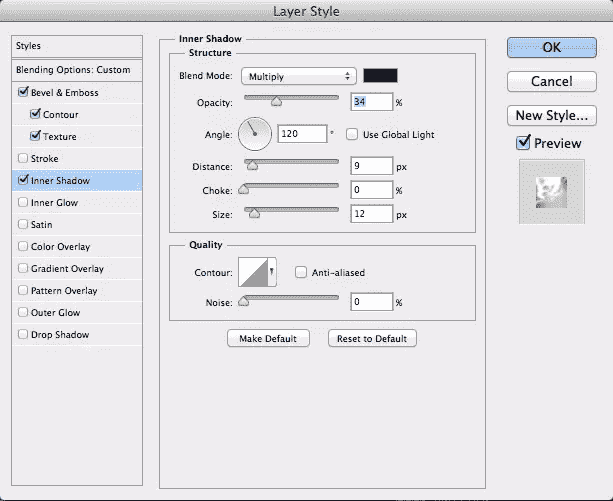 Layer Style
Styles
Blending Options: Custom
Bevel & Emboss
Contour
Texture
Stroke
Inner Shadow
Inner Glow
Satin
Color Overlay
Gradient Overlay
Pattern Overlay
Outer Glow
Drop Shadow
Inner Shadow
Structure
Blend Mode: Multiply
Opacity: 34 %
Angle: 120 ° Use Global Light
Distance: 9 px
Choke: 0 %
Size: 12 px
Quality
Contour: Anti-aliased
Noise: 0 %
Make Default Reset to Default
OK
Cancel
New Style...
Preview